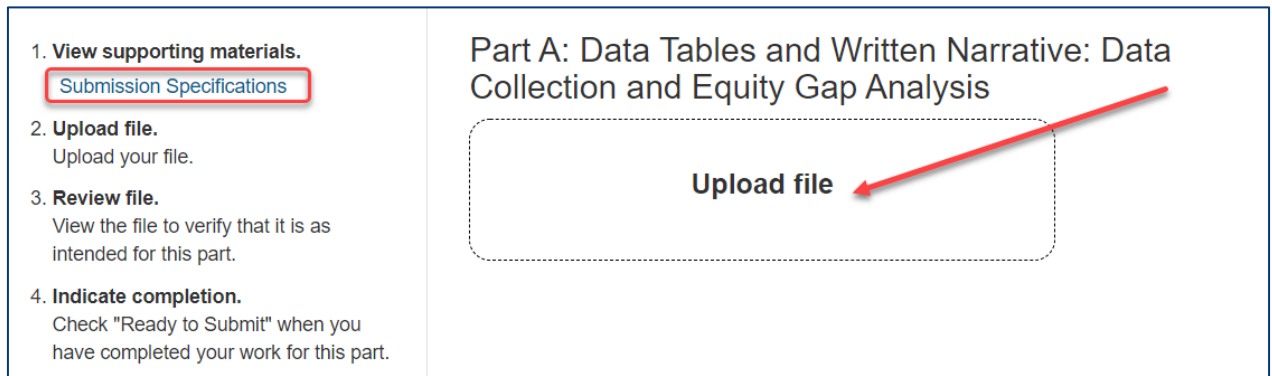 1. View supporting materials.
Submission Specifications
2. Upload file.
Upload your file.
3. Review file.
View the file to verify that it is as
intended for this part.
4. Indicate completion.
Check "Ready to Submit" when you
have completed your work for this part.
Part A: Data Tables and Written Narrative: Data
Collection and Equity Gap Analysis
Upload file